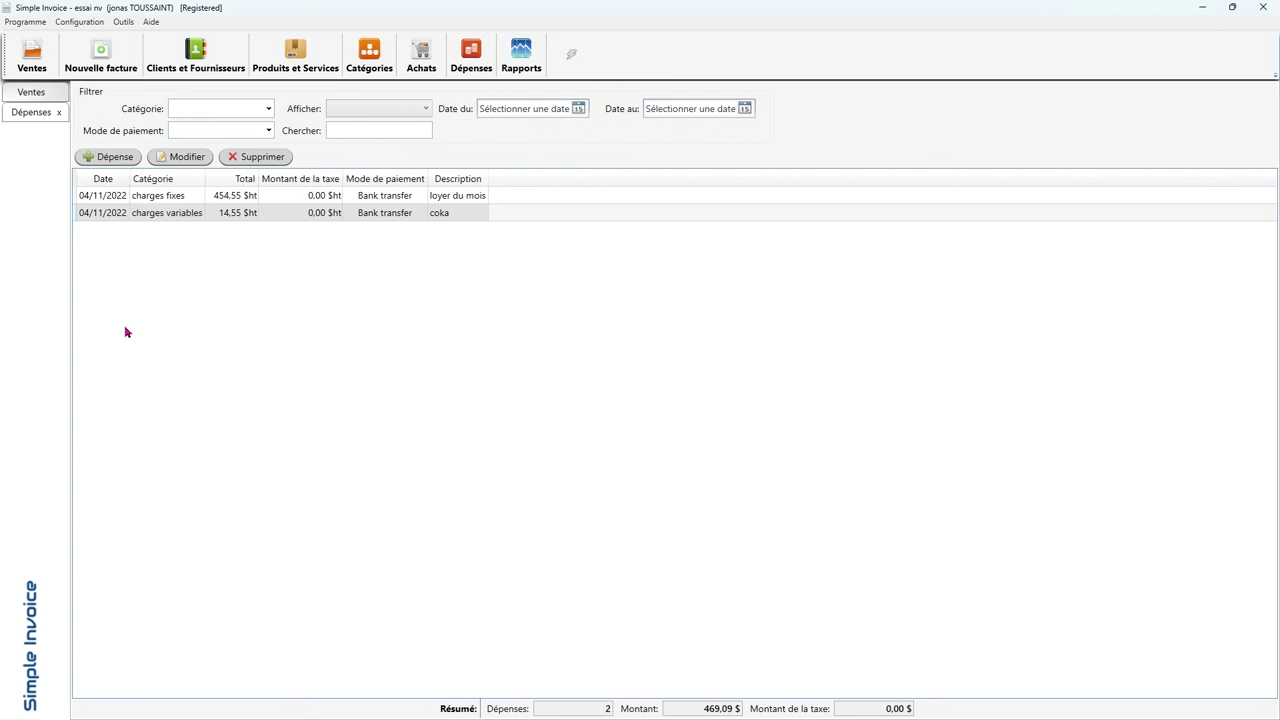 Simple Invoice - essai nv (jonas TOUSSAINT) [Registered]
Programme Configuration Outils Aide
Ventes Nouvelle facture Clients et Fournisseurs Produits et Services Catégories Achats Dépenses Rapports
Ventes
Dépenses x
Filtrer
Catégorie: Afficher: Date du: Sélectionner une date 15 Date au: Sélectionner une date 15
Mode de paiement: Chercher:
Dépense Modifier Supprimer
Date Catégorie Total Montant de la taxe Mode de paiement Description
04/11/2022 charges fixes 454.55 $ht 0.00 $ht Bank transfer loyer du mois
04/11/2022 charges variables 14.55 $ht 0.00 $ht Bank transfer coka
Simple Invoice
Résumé: Dépenses: 2 Montant: 469,09 $ Montant de la taxe: 0,00 $